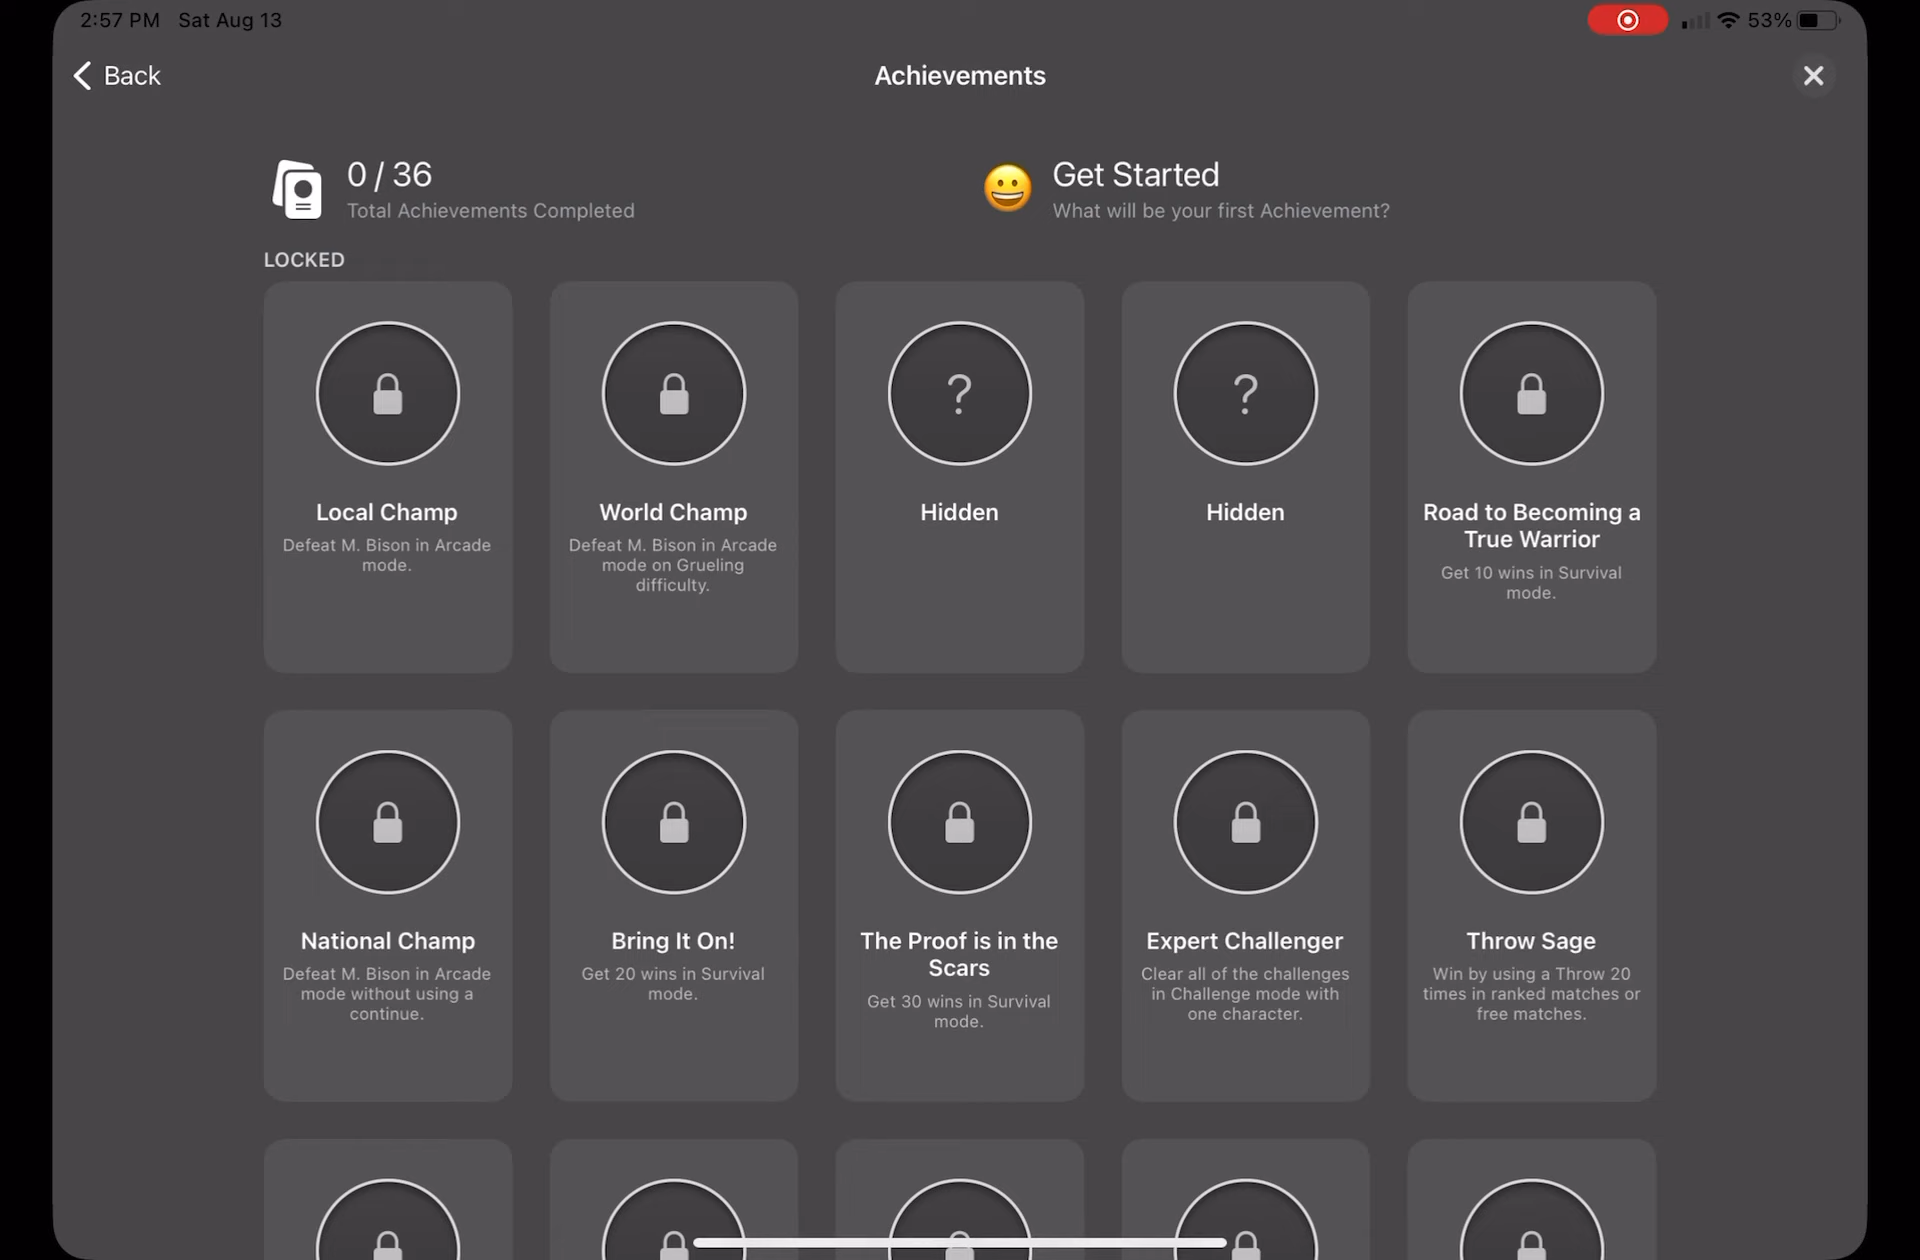 2:57 PM Sat Aug 13
53%
Back
Achievements
0 / 36
Total Achievements Completed
Get Started
What will be your first Achievement?
LOCKED
Local Champ
Defeat M. Bison in Arcade
mode.
World Champ
Defeat M. Bison in Arcade
mode on Grueling
difficulty.
?
Hidden
?
Hidden
Road to Becoming a
True Warrior
Get 10 wins in Survival
mode.
National Champ
Defeat M. Bison in Arcade
mode without using a
continue.
Bring It On!
Get 20 wins in Survival
mode.
The Proof is in the
Scars
Get 30 wins in Survival
mode.
Expert Challenger
Clear all of the challenges
in Challenge mode with
one character.
Throw Sage
Win by using a Throw 20
times in ranked matches or
free matches.